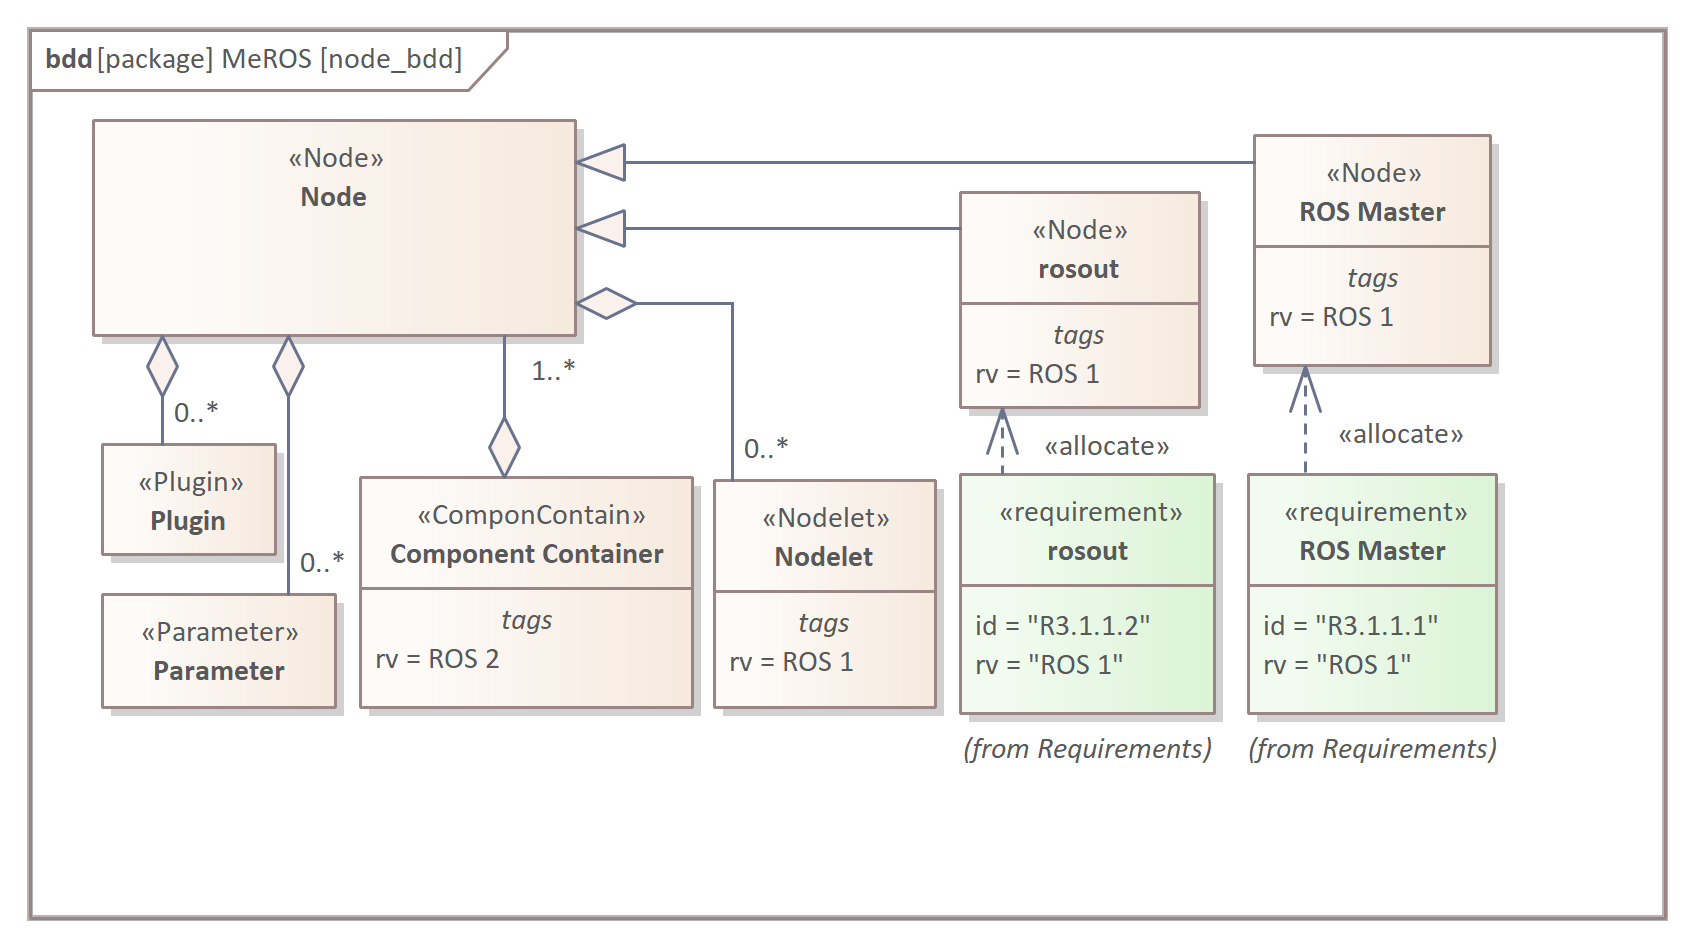 bdd [package] MeROS [node_bdd]
«Node»
Node
«Node»
ROS Master
tags
rv = ROS 1
«Node»
rosout
tags
rv = ROS 1
1..*
0..*
0..*
0..*
«allocate»
«allocate»
«Plugin»
Plugin
«Parameter»
Parameter
«ComponContain»
Component Container
tags
rv = ROS 2
«Nodelet»
Nodelet
tags
rv = ROS 1
«requirement»
rosout
id = "R3.1.1.2"
rv = "ROS 1"
(from Requirements)
«requirement»
ROS Master
id = "R3.1.1.1"
rv = "ROS 1"
(from Requirements)